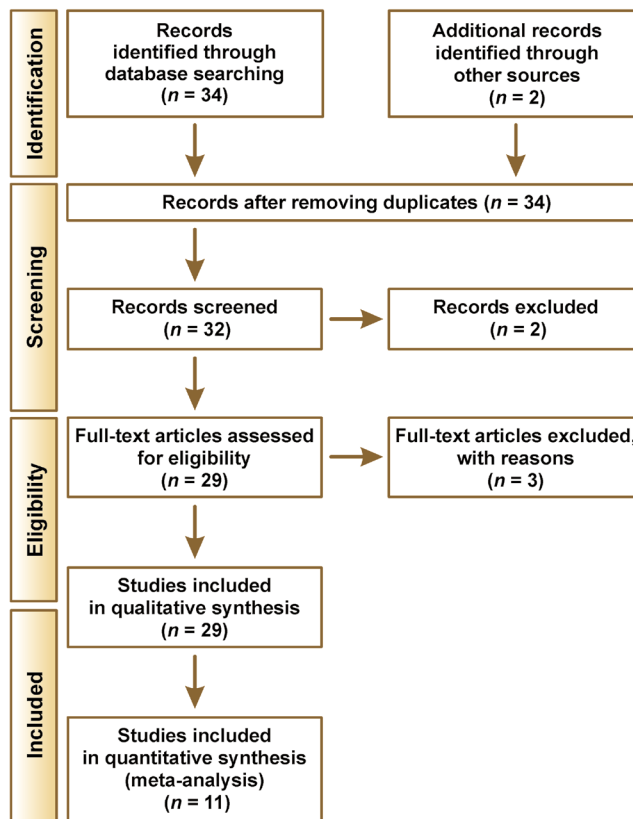 Identification
Records
identified through
database searching
(n = 34)
Additional records
identified through
other sources
(n = 2)
Screening
Records after removing duplicates (n = 34)
Records screened
(n = 32)
Records excluded
(n = 2)
Eligibility
Full-text articles assessed
for eligibility
(n = 29)
Full-text articles excluded,
with reasons
(n = 3)
Studies included
in qualitative synthesis
(n = 29)
Included
Studies included
in quantitative synthesis
(meta-analysis)
(n = 11)